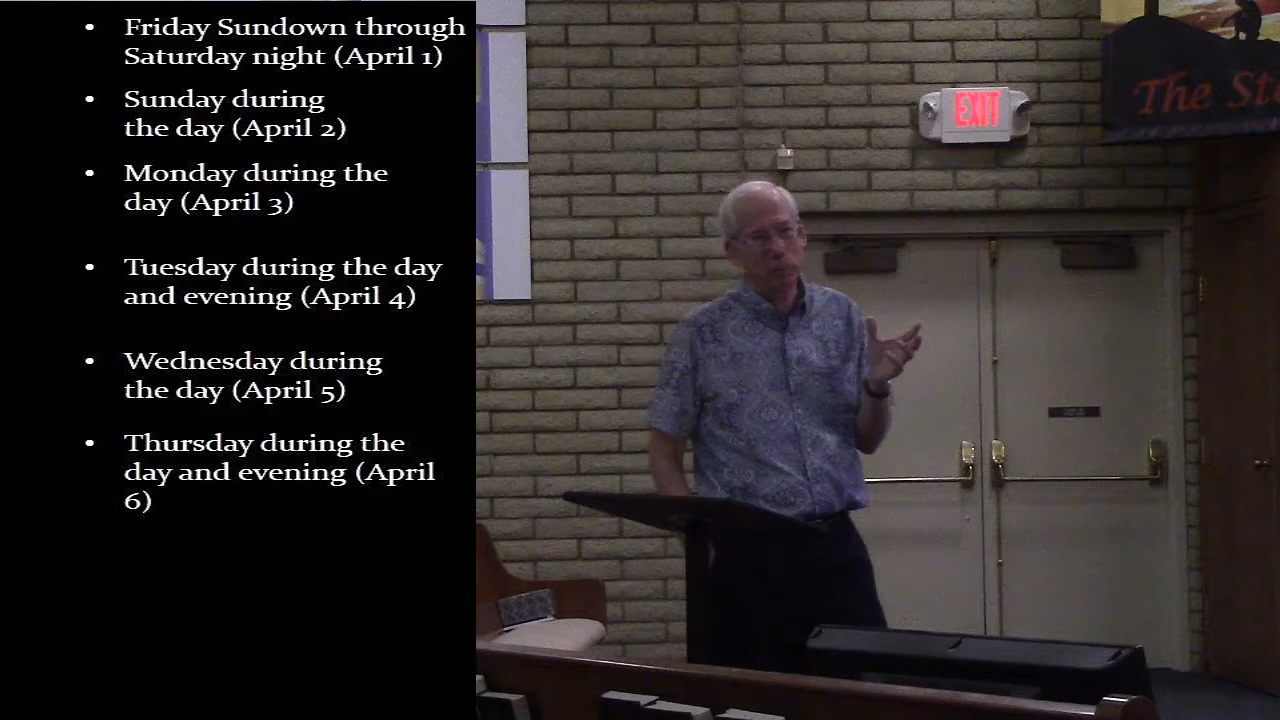 • Friday Sundown through
Saturday night (April 1)
• Sunday during
the day (April 2)
• Monday during the
day (April 3)
• Tuesday during the day
and evening (April 4)
• Wednesday during
the day (April 5)
• Thursday during the
day and evening (April
6)
EXIT
The